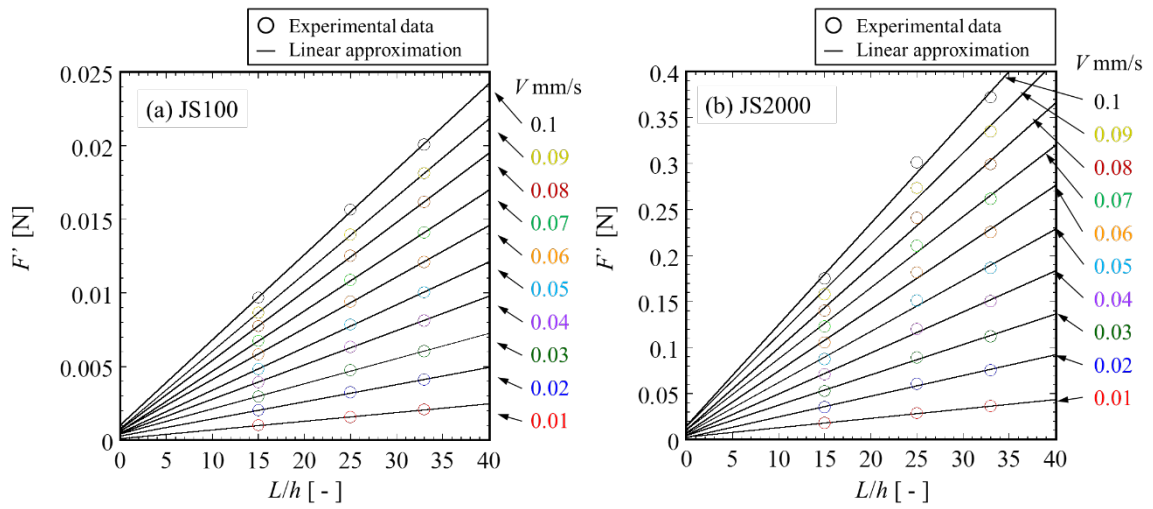 Experimental data
Linear approximation
Experimental data
Linear approximation
0.025
0.02
0.015
0.01
0.005
0
(a) JS100
V mm/s
0.1
0.09
0.08
0.07
0.06
0.05
0.04
0.03
0.02
0.01
F' [N]
0 5 10 15 20 25 30 35 40
L/h [ - ]
0.4
0.35
0.3
0.25
0.2
0.15
0.1
0.05
0
(b) JS2000
V mm/s
0.1
0.09
0.08
0.07
0.06
0.05
0.04
0.03
0.02
0.01
F' [N]
0 5 10 15 20 25 30 35 40
L/h [ - ]